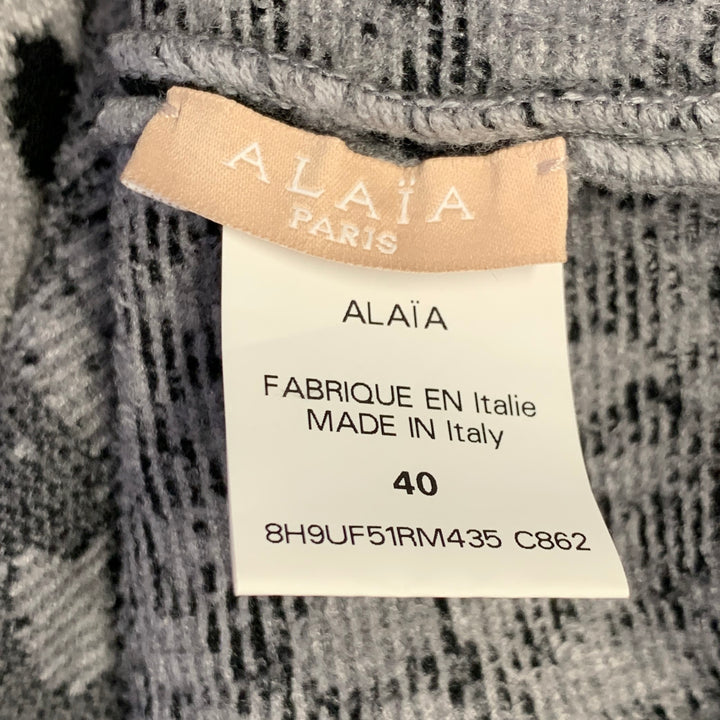 ALAÏA
PARIS
ALAÏA
FABRIQUE EN Italie
MADE IN Italy
40
8H9UF51RM435 C862